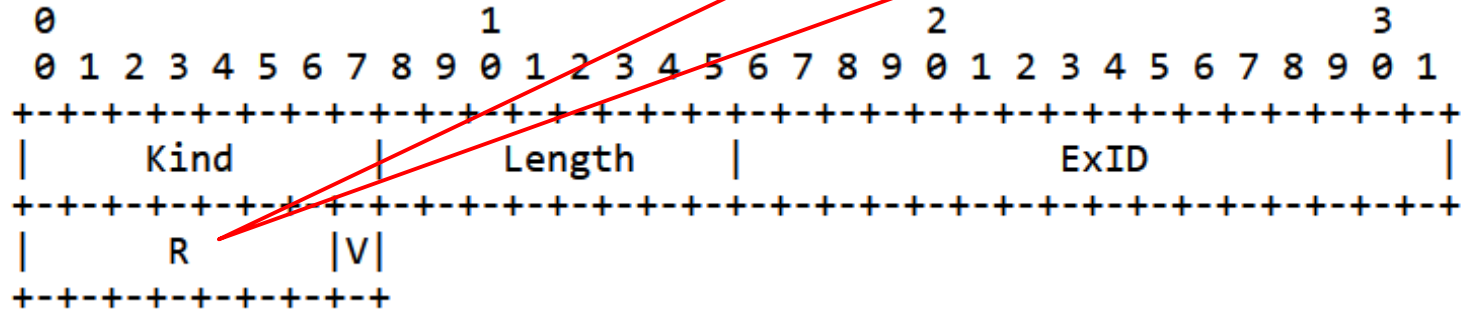 0 1 2 3
0 1 2 3 4 5 6 7 8 9 0 1 2 3 4 5 6 7 8 9 0 1 2 3 4 5 6 7 8 9 0 1
+-+-+-+-+-+-+-+-+-+-+-+-+-+-+-+-+-+-+-+-+-+-+-+-+-+-+-+-+-+-+-+-+
| Kind | Length | ExID |
+-+-+-+-+-+-+-+-+-+-+-+-+-+-+-+-+-+-+-+-+-+-+-+-+-+-+-+-+-+-+-+-+
| R |V|
+-+-+-+-+-+-+-+-+